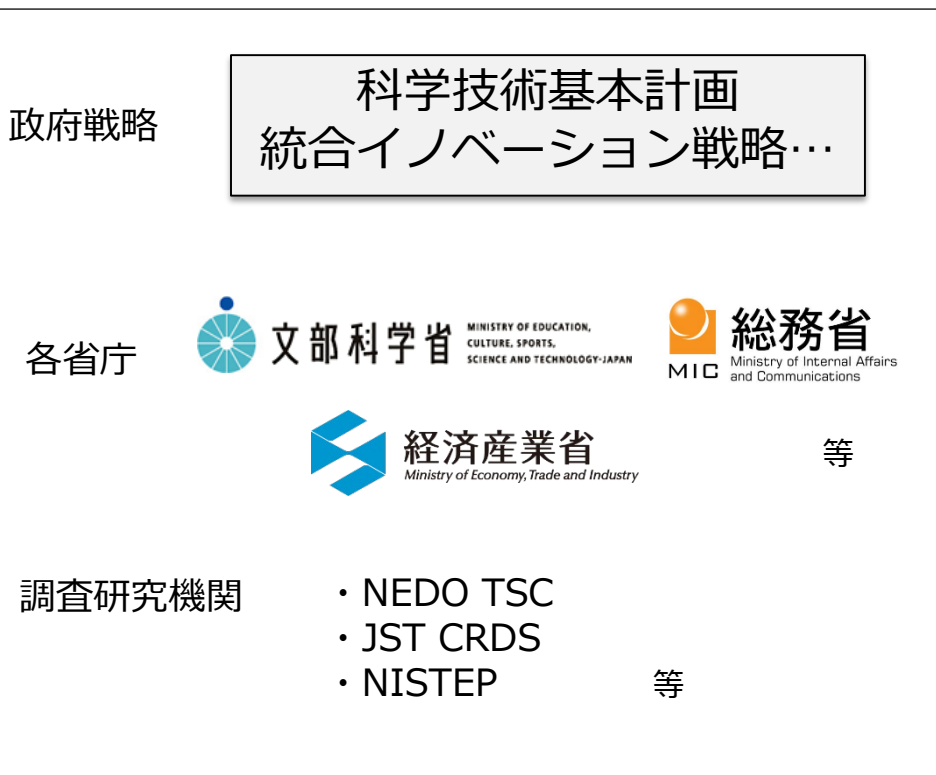 科学技術基本計画
政府戦略
統合イノベーション戦略…
各省庁
文部科学省
MINISTRY OF EDUCATION,
CULTURE, SPORTS,
SCIENCE AND TECHNOLOGY-JAPAN
MIC
総務省
Ministry of Internal Affairs
and Communications
経済産業省
Ministry of Economy, Trade and Industry
等
調査研究機関
・NEDO TSC
・JST CRDS
・NISTEP
等